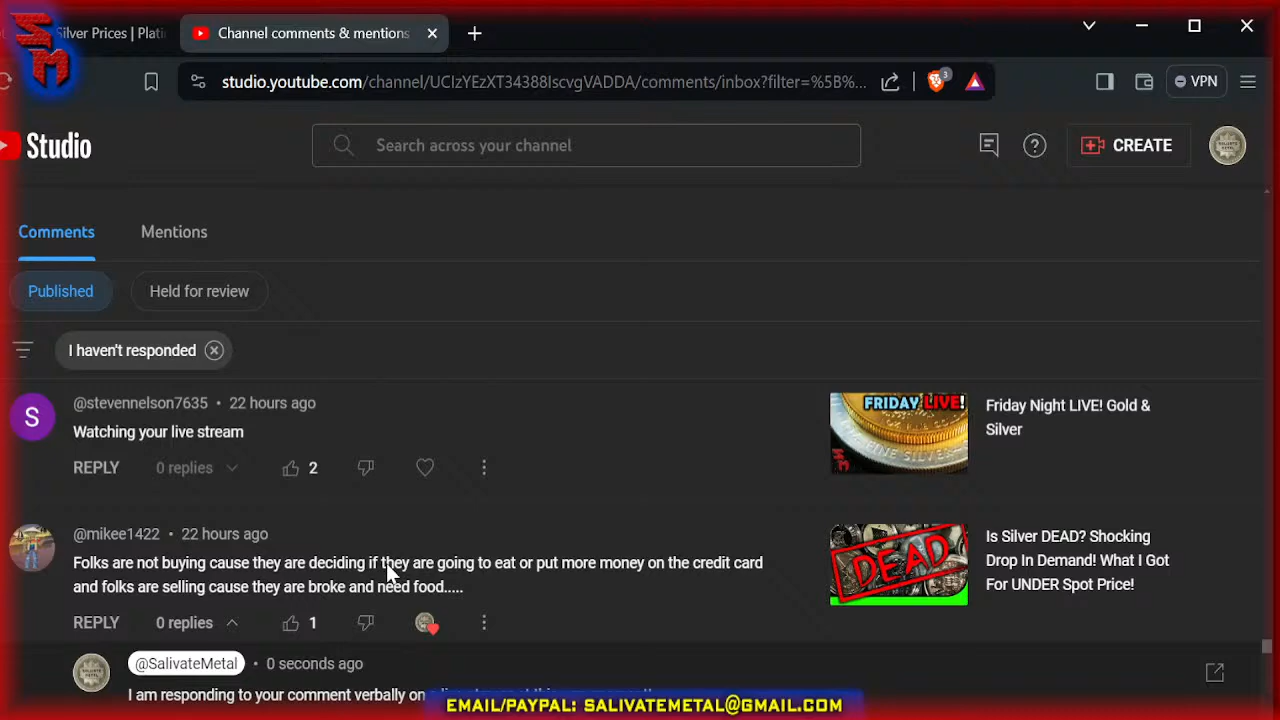 SM
Silver Prices | Plati
Channel comments & mentions
studio.youtube.com/channel/UCIzYEzXT34388IscvgVADDA/comments/inbox?filter=%5B%...
3
VPN
Studio
Search across your channel
CREATE
Comments
Mentions
Published
Held for review
I haven't responded
S
@stevennelson7635 • 22 hours ago
Watching your live stream
REPLY
0 replies
2
FRIDAY LIVE!
Friday Night LIVE! Gold &
Silver
@mikee1422 • 22 hours ago
Folks are not buying cause they are deciding if they are going to eat or put more money on the credit card
and folks are selling cause they are broke and need food.....
REPLY
0 replies
1
DEAD
Is Silver DEAD? Shocking
Drop In Demand! What I Got
For UNDER Spot Price!
@SalivateMetal • 0 seconds ago
I am responding to your comment verbally on
EMAIL/PAYPAL: SALIVATEMETAL@GMAIL.COM